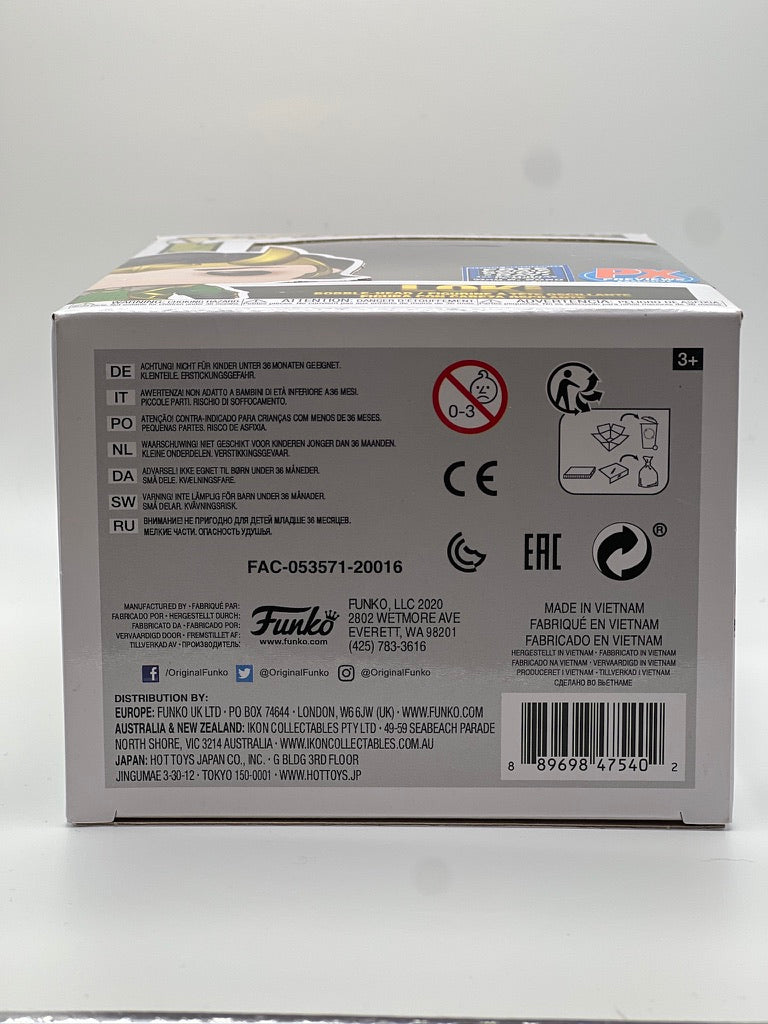 LOKI
PX
PREVIEWS
3+
DE ACHTUNG! NICHT FÜR KINDER UNTER 36 MONATEN GEEIGNET.
KLEINTEILE. ERSTICKUNGSGEFAHR.
IT AVVERTENZA! NON ADATTO A BAMBINI DI ETÀ INFERIORE A 36 MESI.
PICCOLE PARTI. RISCHIO DI SOFFOCAMENTO.
PO ATENÇÃO! CONTRA-INDICADO PARA CRIANÇAS COM MENOS DE 36 MESES.
PEQUENAS PARTES. RISCO DE ASFIXIA.
NL WAARSCHUWING! NIET GESCHIKT VOOR KINDEREN JONGER DAN 36 MAANDEN.
KLEINE ONDERDELEN. VERSTIKKINGSGEVAAR.
DA ADVARSEL! IKKE EGNET TIL BØRN UNDER 36 MÅNEDER.
SMÅ DELE. KVÆLNINGSFARE.
SW VARNING! INTE LÄMPLIG FÖR BARN UNDER 36 MÅNADER.
SMÅ DELAR. KVÄVNINGSRISK.
RU ВНИМАНИЕ! НЕ ПРИГОДНО ДЛЯ ДЕТЕЙ МЛАДШЕ 36 МЕСЯЦЕВ.
МЕЛКИЕ ЧАСТИ. ОПАСНОСТЬ УДУШЬЯ.
0-3
CE
EAC
®
FAC-053571-20016
MANUFACTURED BY • FABRIQUÉ PAR:
FABRICADO POR • HERGESTELLT DURCH:
FABBRICATO DA • FABRICADO POR:
VERVAARDIGD DOOR • FREMSTILLET AF:
TILLVERKAD AV • ПРОИЗВОДИТЕЛЬ:
Funko
www.funko.com
FUNKO, LLC 2020
2802 WETMORE AVE
EVERETT, WA 98201
(425) 783-3616
MADE IN VIETNAM
FABRIQUÉ EN VIETNAM
FABRICADO EN VIETNAM
HERGESTELLT IN VIETNAM • FABBRICATO IN VIETNAM
FABRICADO NA VIETNAM • VERVAARDIGD IN VIETNAM
PRODUCERET I VIETNAM • TILLVERKAD I VIETNAM
СДЕЛАНО ВО ВЬЕТНАМЕ
/OriginalFunko @OriginalFunko @OriginalFunko
DISTRIBUTION BY:
EUROPE: FUNKO UK LTD • PO BOX 74644 • LONDON, W6 6JW (UK) • WWW.FUNKO.COM
AUSTRALIA & NEW ZEALAND: IKON COLLECTABLES PTY LTD • 49-59 SEABEACH PARADE
NORTH SHORE, VIC 3214 AUSTRALIA • WWW.IKONCOLLECTABLES.COM.AU
JAPAN: HOT TOYS JAPAN CO., INC. • G BLDG 3RD FLOOR
JINGUMAE 3-30-12 • TOKYO 150-0001 • WWW.HOTTOYS.JP
8 89698 47540 2